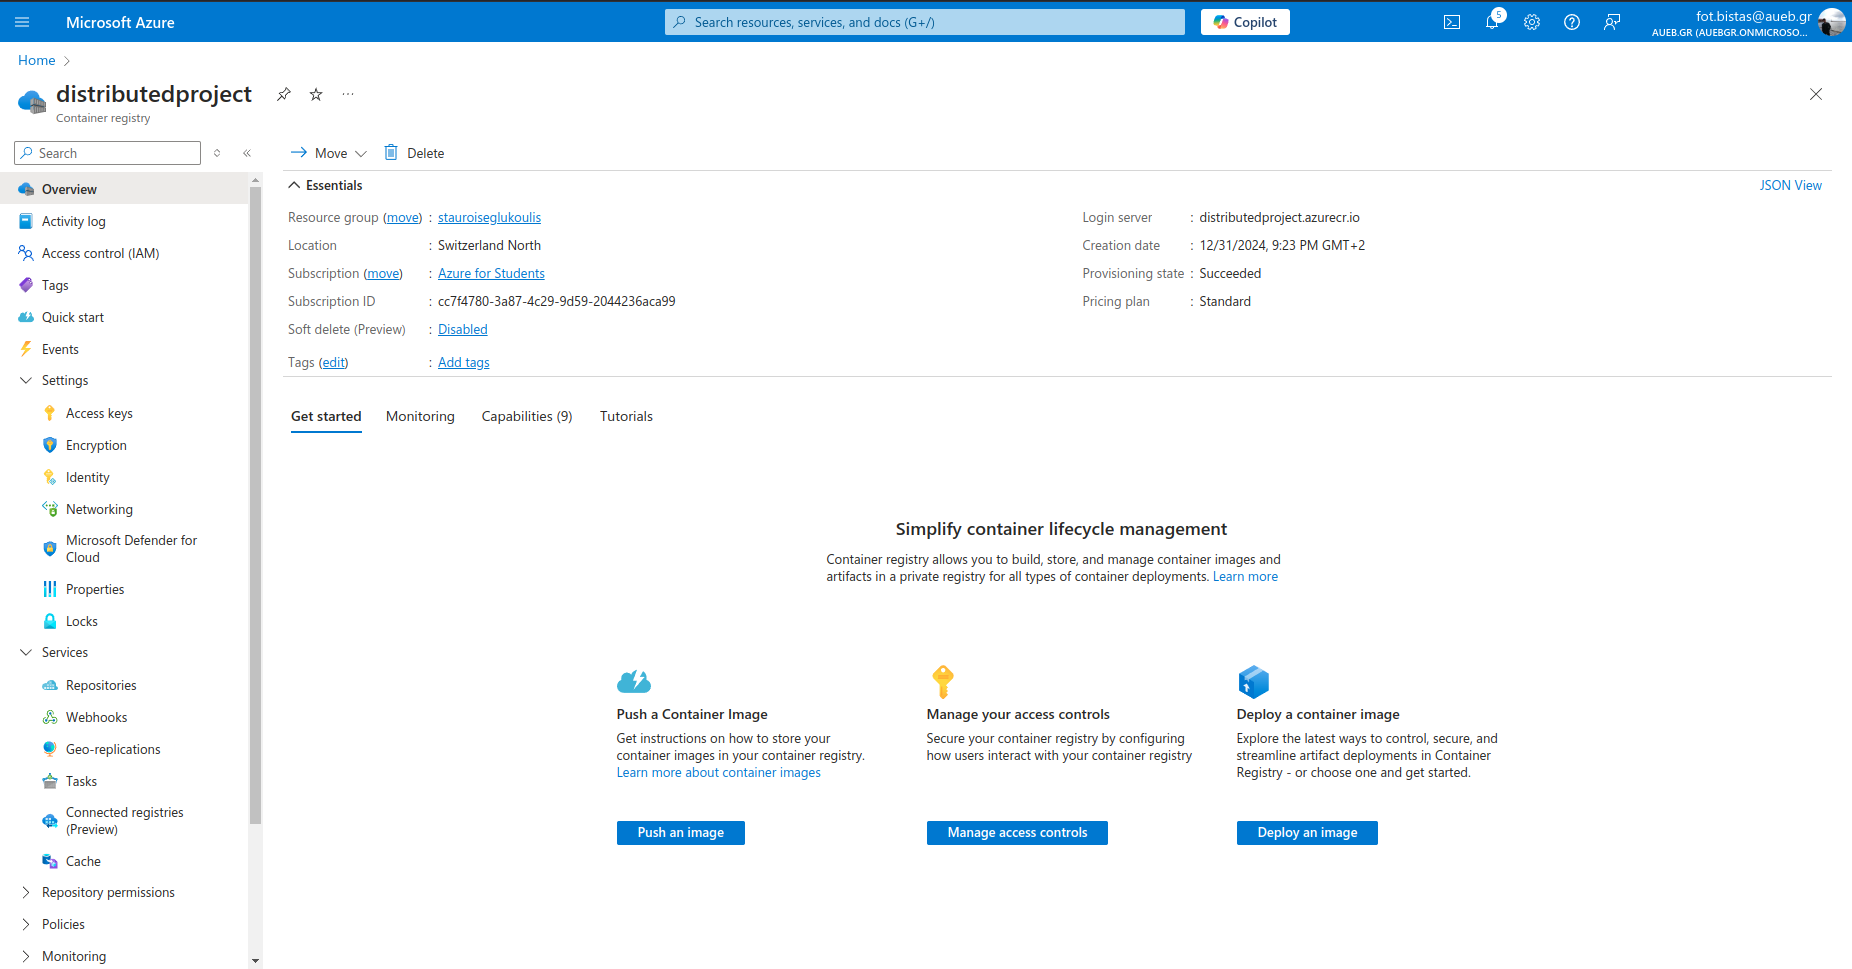 Microsoft Azure
Search resources, services, and docs (G+/)
Copilot
5
fot.bistas@aueb.gr
AUEB.GR (AUEBGR.ONMICROSO...
Home
distributedproject
Container registry
Search
Overview
Activity log
Access control (IAM)
Tags
Quick start
Events
Settings
Access keys
Encryption
Identity
Networking
Microsoft Defender for
Cloud
Properties
Locks
Services
Repositories
Webhooks
Geo-replications
Tasks
Connected registries
(Preview)
Cache
Repository permissions
Policies
Monitoring
Move
Delete
Essentials
JSON View
Resource group (move) : stauroiseglukoulis
Location : Switzerland North
Subscription (move) : Azure for Students
Subscription ID : cc7f4780-3a87-4c29-9d59-2044236aca99
Soft delete (Preview) : Disabled
Tags (edit) : Add tags
Login server : distributedproject.azurecr.io
Creation date : 12/31/2024, 9:23 PM GMT+2
Provisioning state : Succeeded
Pricing plan : Standard
Get started
Monitoring
Capabilities (9)
Tutorials
Simplify container lifecycle management
Container registry allows you to build, store, and manage container images and
artifacts in a private registry for all types of container deployments. Learn more
Push a Container Image
Get instructions on how to store your
container images in your container registry.
Learn more about container images
Push an image
Manage your access controls
Secure your container registry by configuring
how users interact with your container registry
Manage access controls
Deploy a container image
Explore the latest ways to control, secure, and
streamline artifact deployments in Container
Registry - or choose one and get started.
Deploy an image